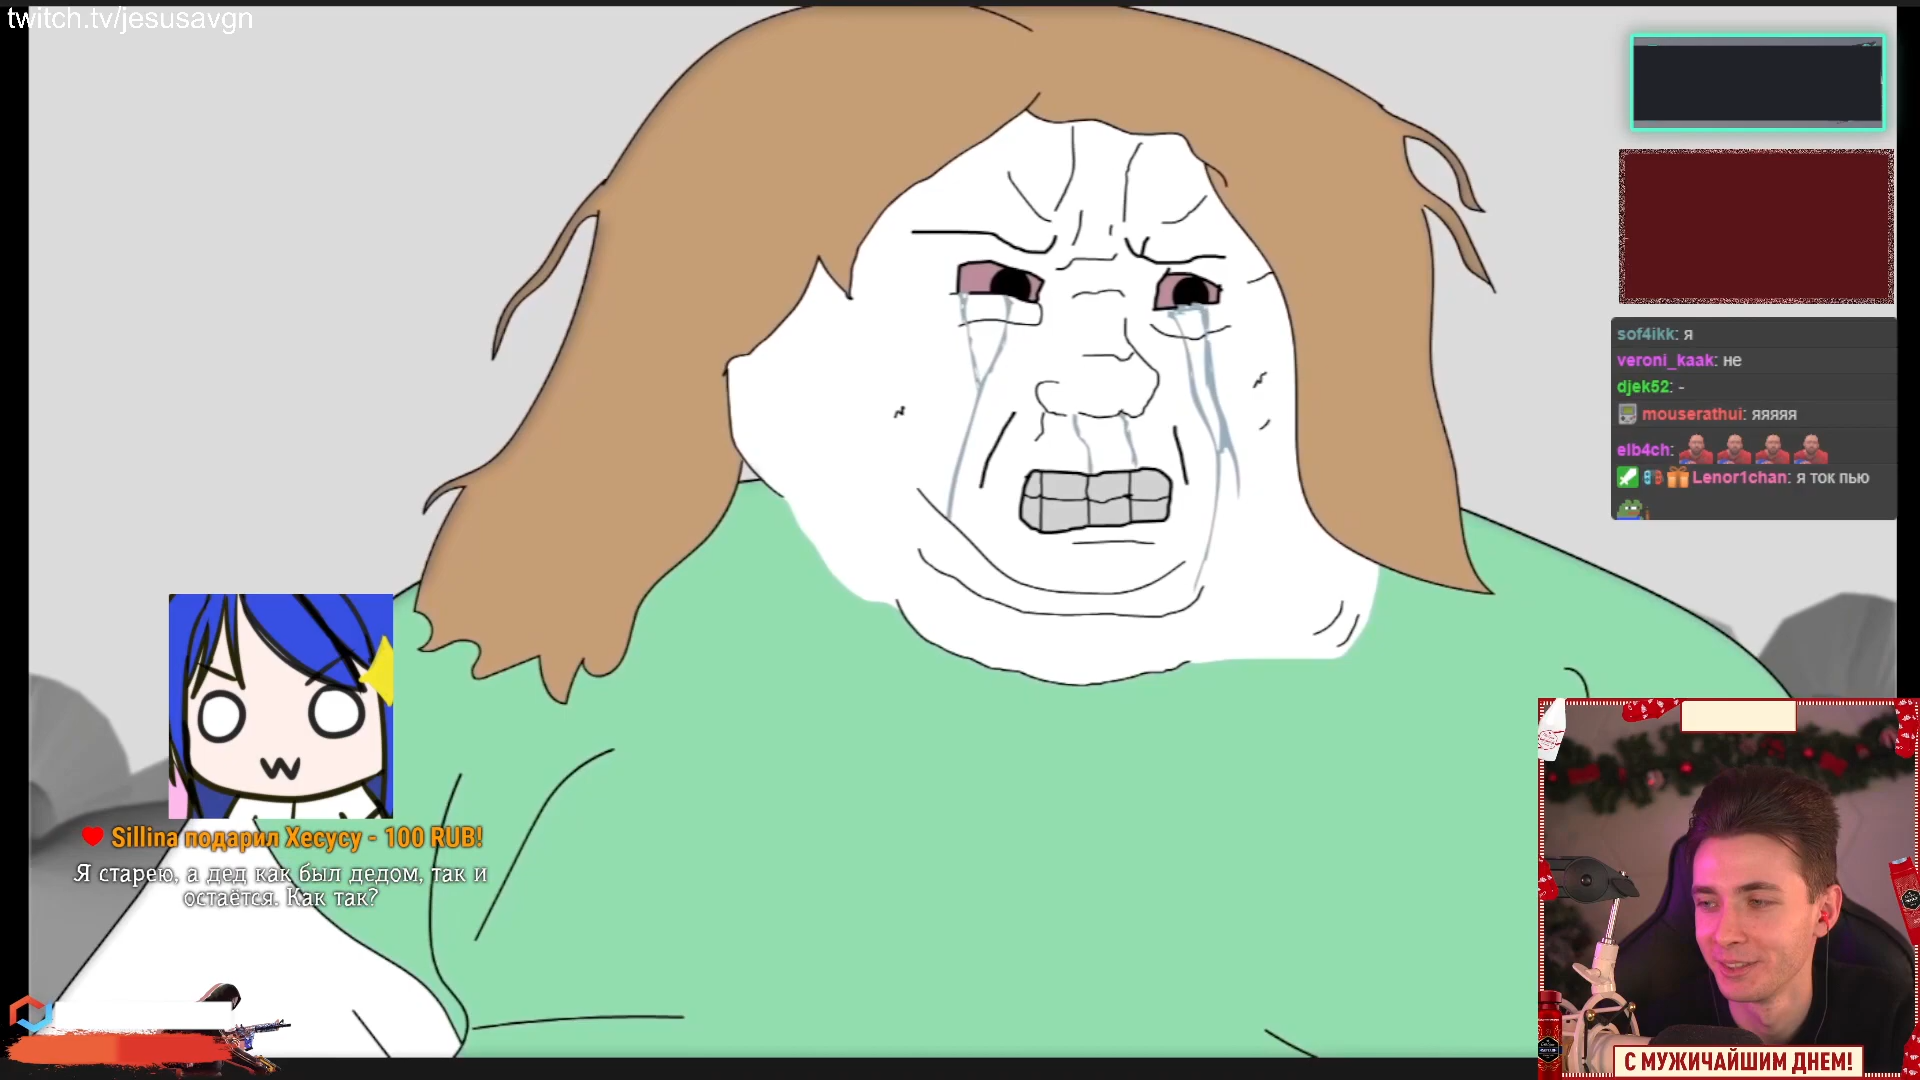 twitch.tv/jesusavgn
sof4ikk: я
veroni_kaak: не
djek52: -
mouserathui: яяяяя
elb4ch:
Lenor1chan: я ток пью
Sillina подарил Хесусу - 100 RUB!
Я старею, а дед как был дедом, так и
остаётся. Как так?
С МУЖИЧАЙШИМ ДНЕМ!